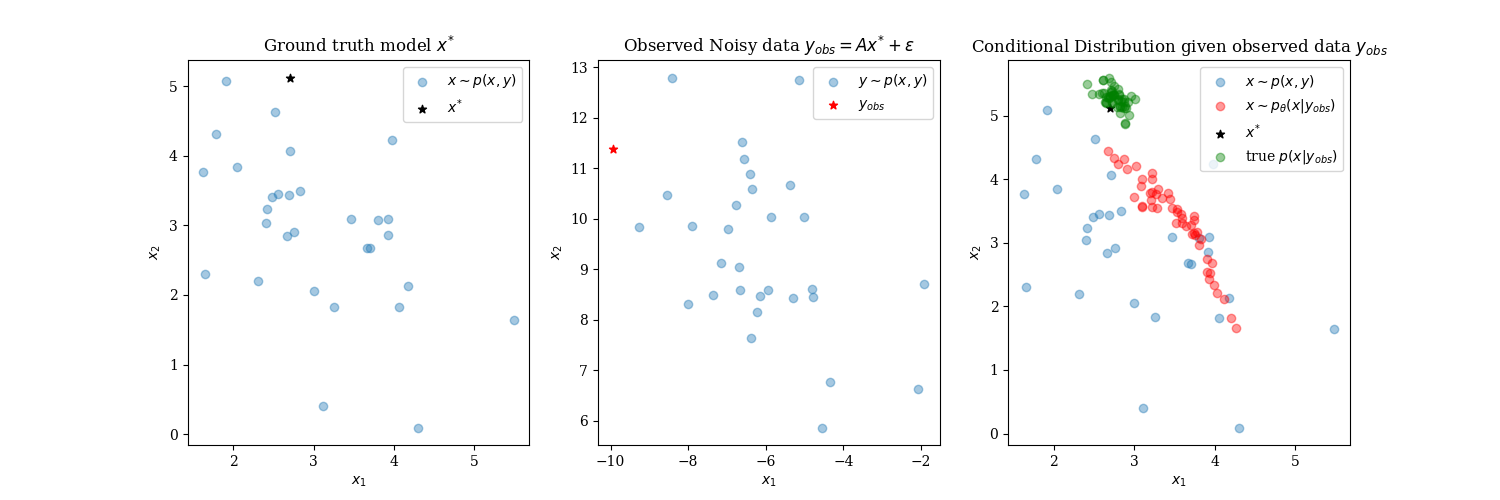 Ground truth model x*
x ~ p(x, y)
x*
5
4
3
2
1
0
x₂
2
3
4
5
x₁
Observed Noisy data y_obs = Ax* + ε
y ~ p(x, y)
y_obs
13
12
11
10
9
8
7
6
x₂
−10
−8
−6
−4
−2
x₁
Conditional Distribution given observed data y_obs
x ~ p(x, y)
x ~ p_θ(x|y_obs)
x*
true p(x|y_obs)
5
4
3
2
1
0
x₂
2
3
4
5
x₁